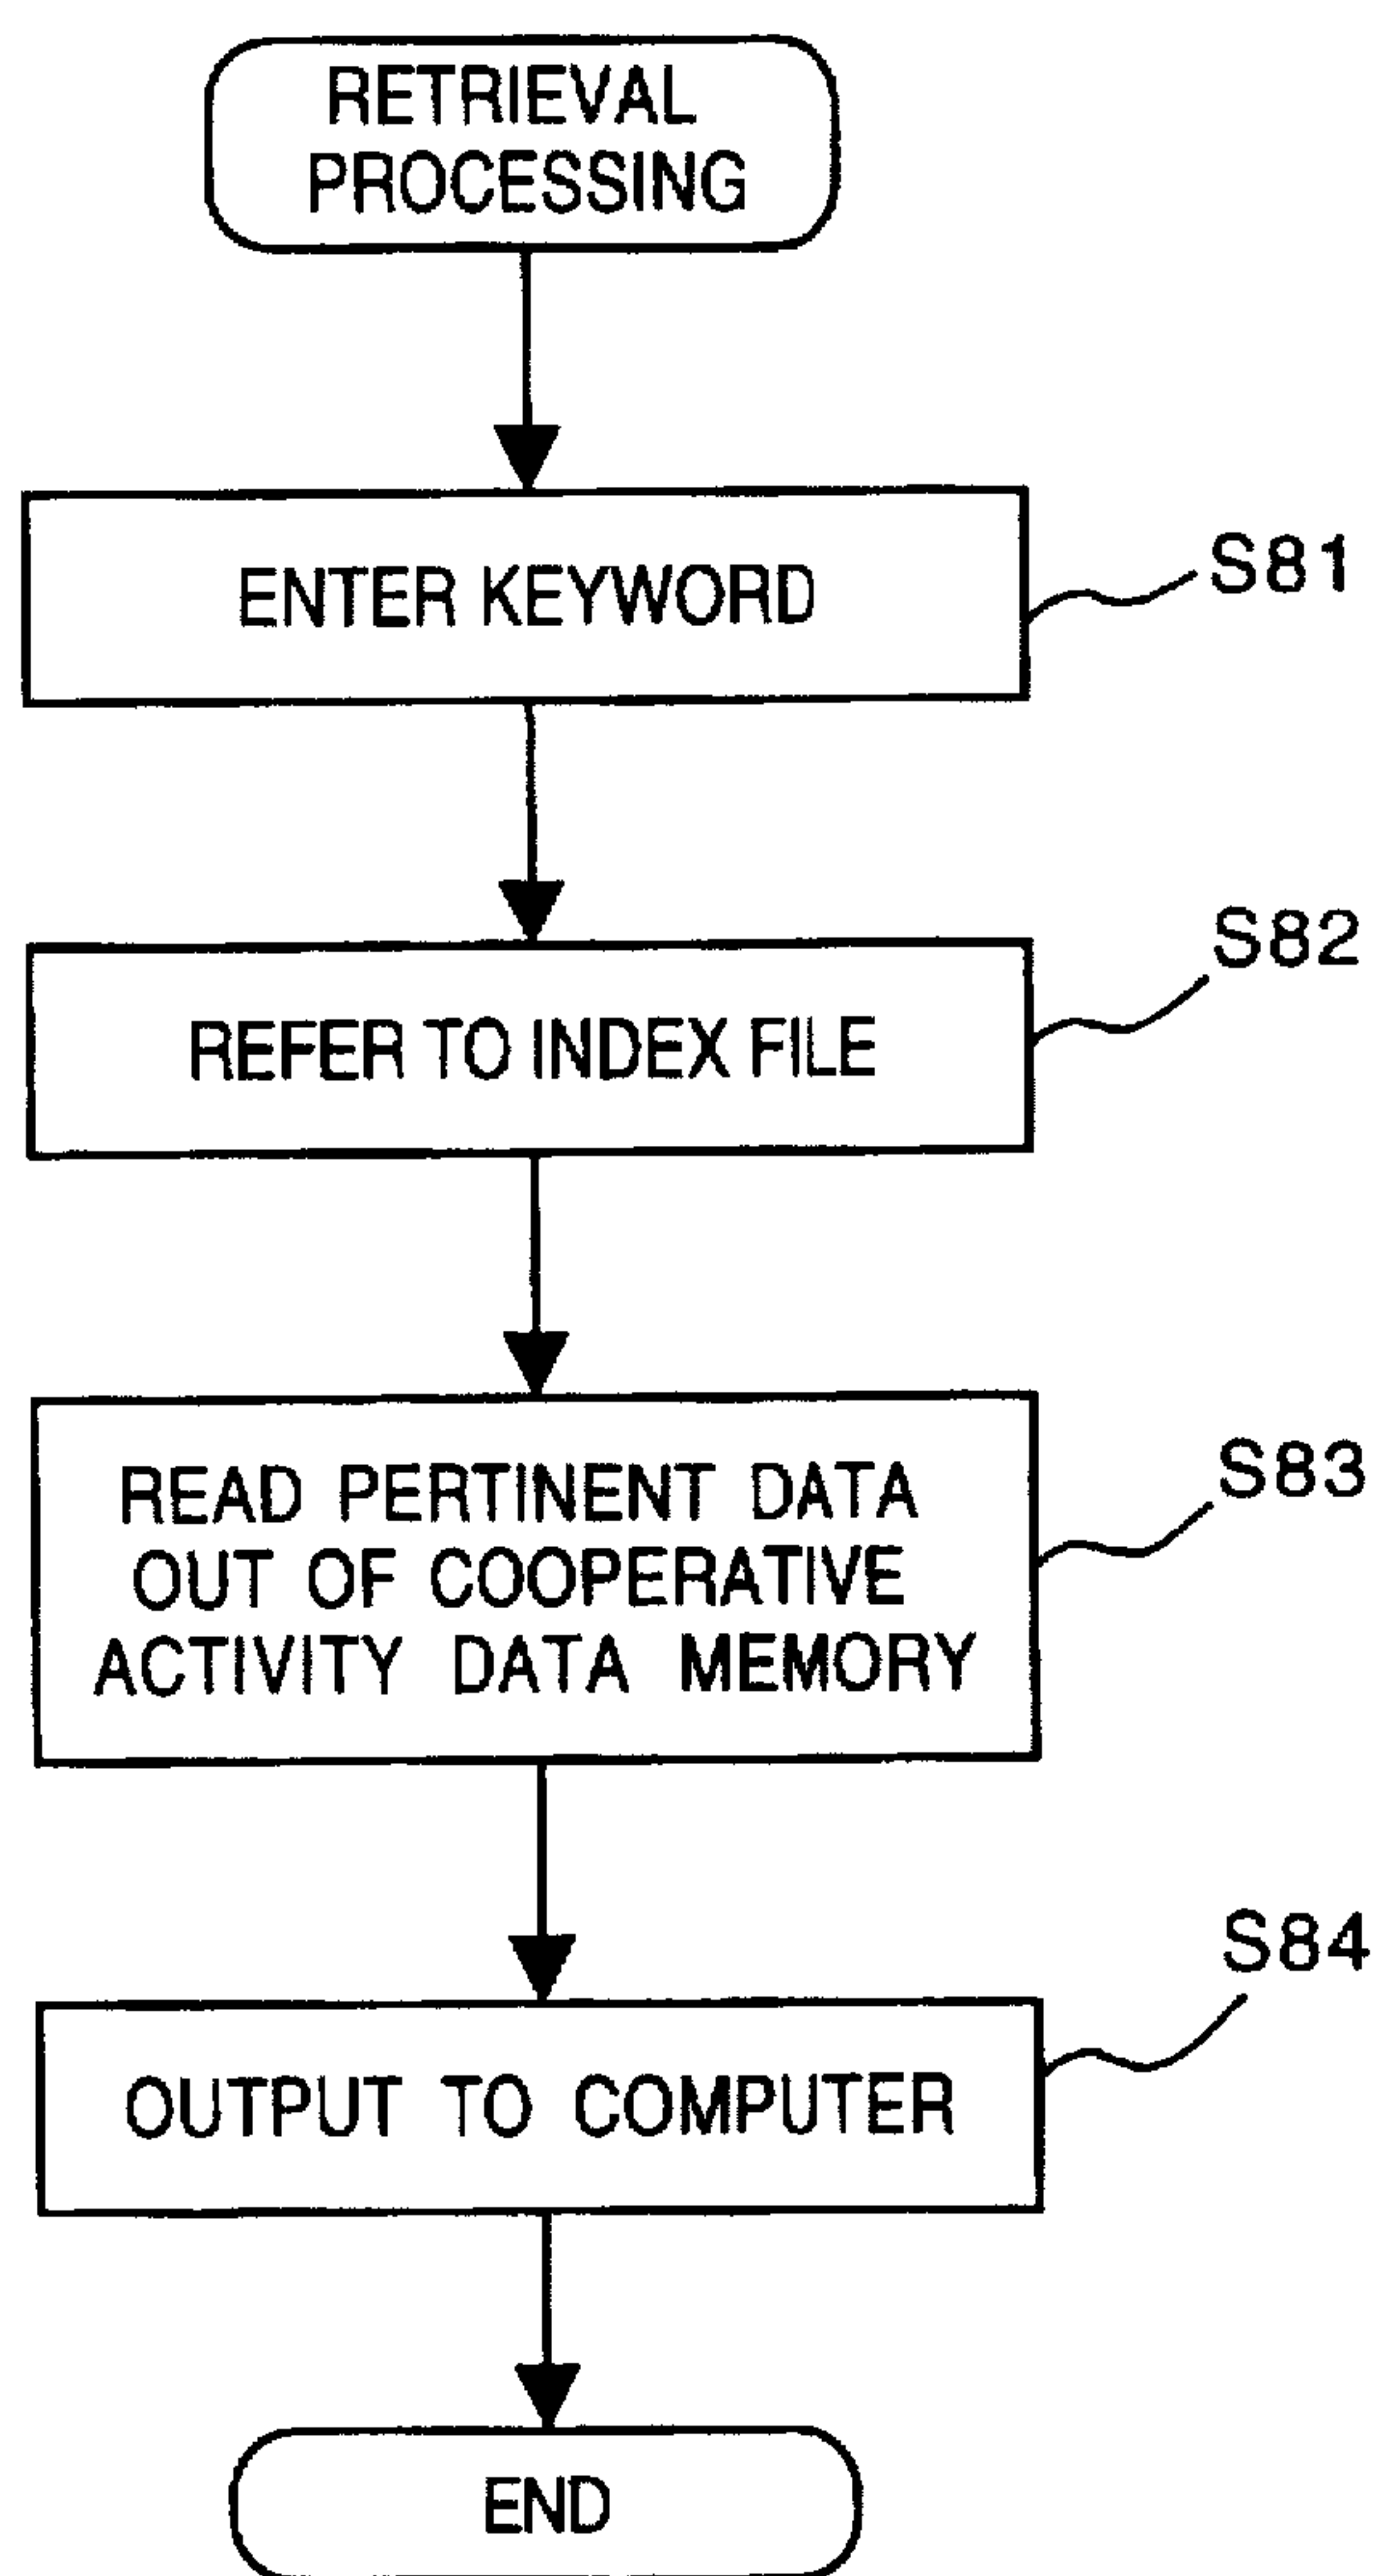 RETRIEVAL
PROCESSING
ENTER KEYWORD
S81
S82
REFER TO INDEX FILE
S83
READ PERTINENT DATA
OUT OF COOPERATIVE
ACTIVITY DATA MEMORY
S84
OUTPUT TO COMPUTER
END